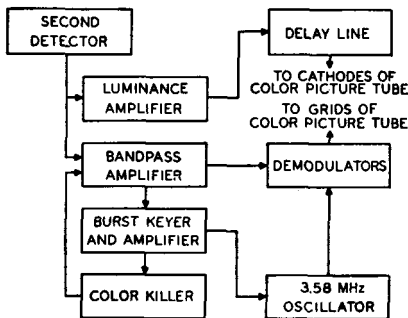 SECOND
DETECTOR
DELAY LINE
LUMINANCE
AMPLIFIER
TO CATHODES OF
COLOR PICTURE TUBE
TO GRIDS OF
COLOR PICTURE TUBE
BANDPASS
AMPLIFIER
DEMODULATORS
BURST KEYER
AND AMPLIFIER
COLOR KILLER
3.58 MHz
OSCILLATOR